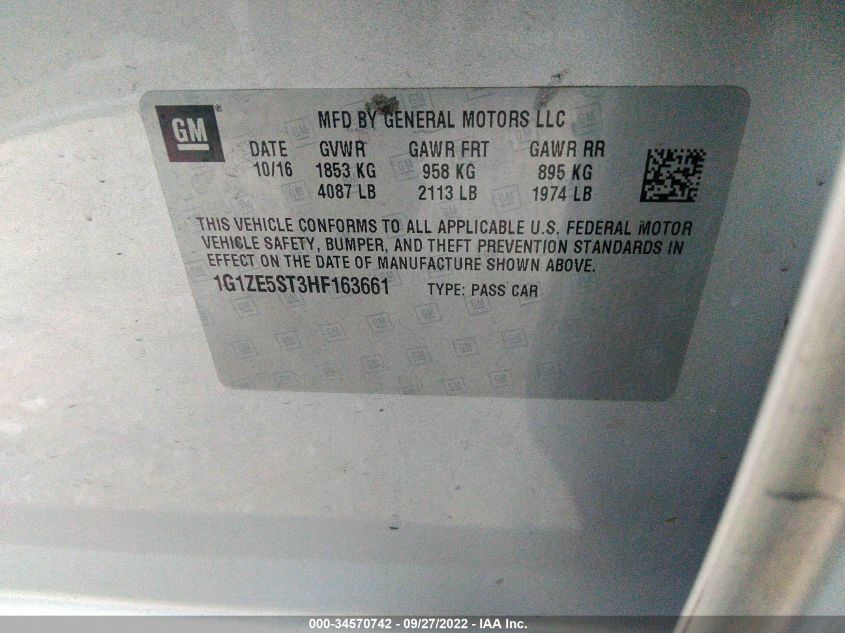 GM®
MFD BY GENERAL MOTORS LLC
DATE GVWR GAWR FRT GAWR RR
10/16 1853 KG 958 KG 895 KG
4087 LB 2113 LB 1974 LB
THIS VEHICLE CONFORMS TO ALL APPLICABLE U.S. FEDERAL MOTOR
VEHICLE SAFETY, BUMPER, AND THEFT PREVENTION STANDARDS IN
EFFECT ON THE DATE OF MANUFACTURE SHOWN ABOVE.
1G1ZE5ST3HF163661 TYPE: PASS CAR
000-34570742 - 09/27/2022 - IAA Inc.